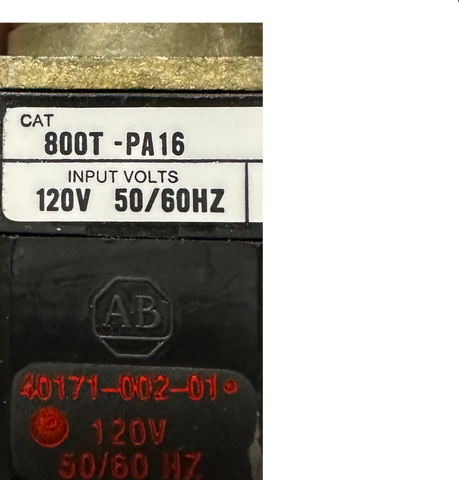 CAT
800T -PA16
INPUT VOLTS
120V 50/60HZ
AB
40171-002-01
120V
50/60 HZ